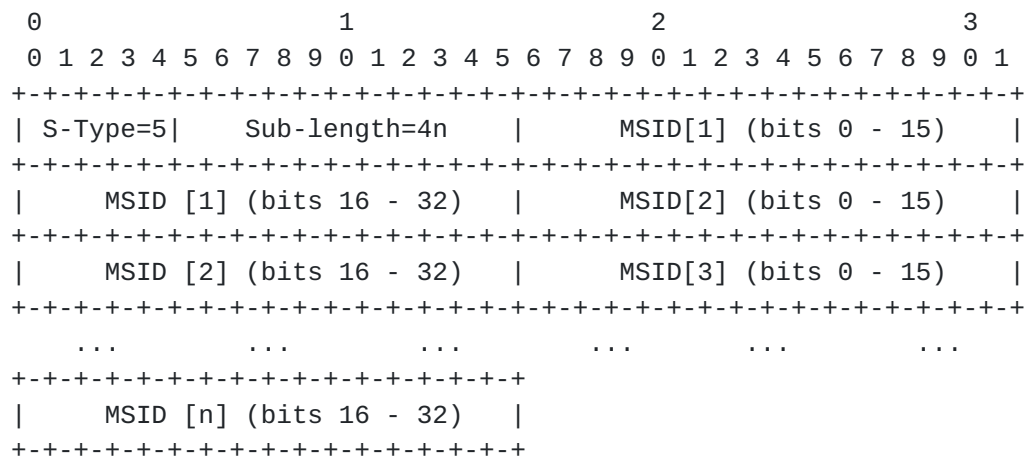 0                   1                   2                   3
 0 1 2 3 4 5 6 7 8 9 0 1 2 3 4 5 6 7 8 9 0 1 2 3 4 5 6 7 8 9 0 1
+-+-+-+-+-+-+-+-+-+-+-+-+-+-+-+-+-+-+-+-+-+-+-+-+-+-+-+-+-+-+-+-+
| S-Type=5|    Sub-length=4n    |      MSID[1] (bits 0 - 15)    |
+-+-+-+-+-+-+-+-+-+-+-+-+-+-+-+-+-+-+-+-+-+-+-+-+-+-+-+-+-+-+-+-+
|     MSID [1] (bits 16 - 32)   |      MSID[2] (bits 0 - 15)    |
+-+-+-+-+-+-+-+-+-+-+-+-+-+-+-+-+-+-+-+-+-+-+-+-+-+-+-+-+-+-+-+-+
|     MSID [2] (bits 16 - 32)   |      MSID[3] (bits 0 - 15)    |
+-+-+-+-+-+-+-+-+-+-+-+-+-+-+-+-+-+-+-+-+-+-+-+-+-+-+-+-+-+-+-+-+
    ...        ...        ...        ...       ...        ...
+-+-+-+-+-+-+-+-+-+-+-+-+-+-+-+-+
|     MSID [n] (bits 16 - 32)   |
+-+-+-+-+-+-+-+-+-+-+-+-+-+-+-+-+